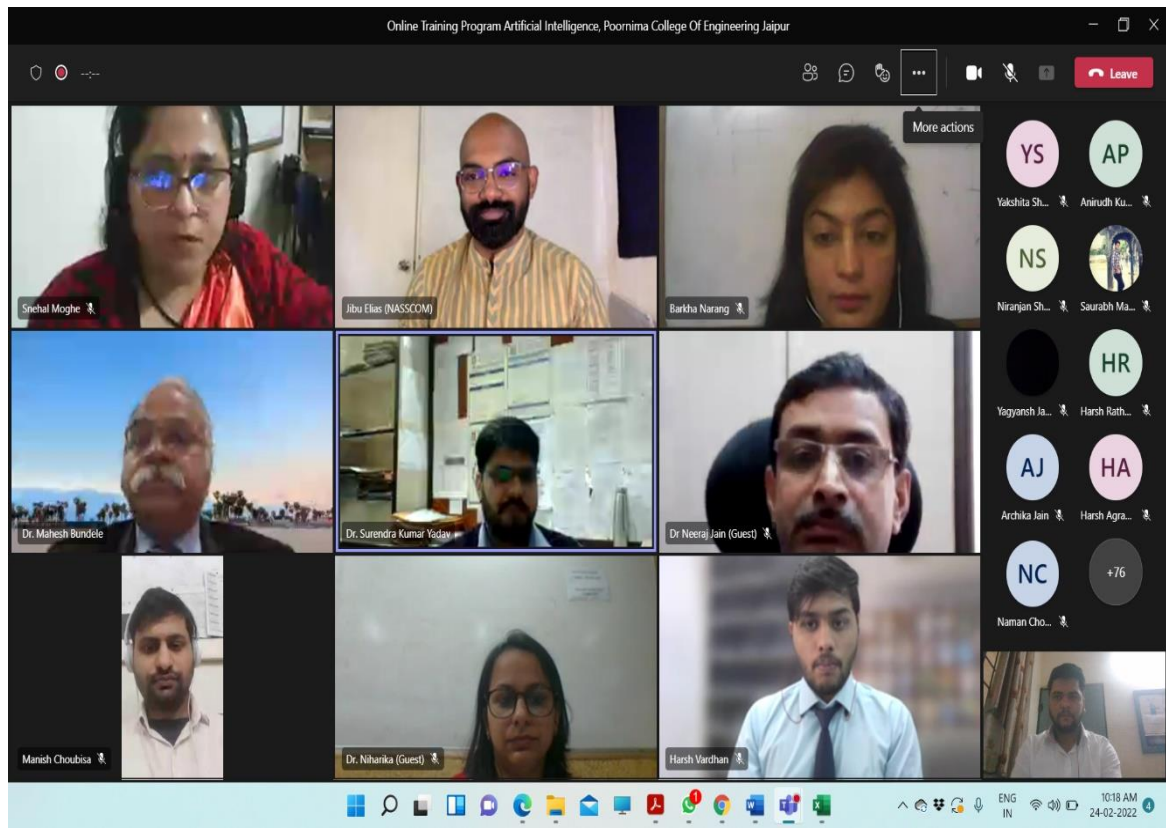 Online Training Program Artificial Intelligence, Poornima College Of Engineering Jaipur
--:--
Leave
More actions
Snehal Moghe
Jibu Elias (NASSCOM)
Barkha Narang
YS
AP
Yakshita Sh...
Anirudh Ku...
NS
Niranjan Sh...
Saurabh Ma...
HR
Yagyansh Ja...
Harsh Rath...
Dr. Mahesh Bundele
Dr. Surendra Kumar Yadav
Dr Neeraj Jain (Guest)
AJ
HA
Archika Jain
Harsh Agra...
NC
+76
Naman Cho...
Manish Choubisa
Dr. Niharika (Guest)
Harsh Vardhan
1
ENG
IN
10:18 AM
24-02-2022
4